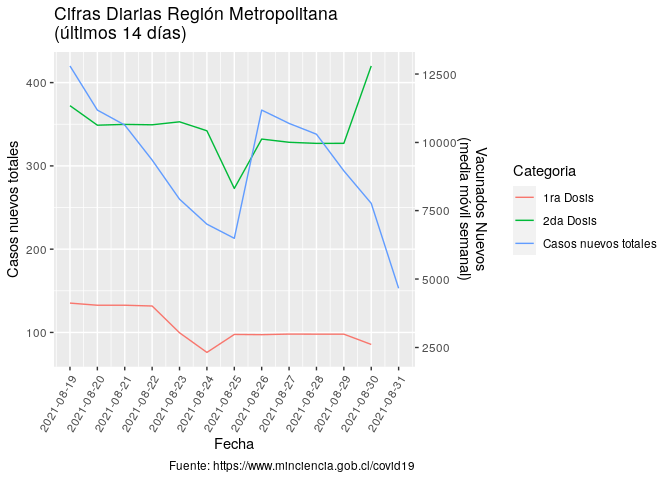 Cifras Diarias Región Metropolitana
(últimos 14 días)
Casos nuevos totales
400
300
200
100
12500
10000
7500
5000
2500
Vacunados Nuevos
(media móvil semanal)
2021-08-19
2021-08-20
2021-08-21
2021-08-22
2021-08-23
2021-08-24
2021-08-25
2021-08-26
2021-08-27
2021-08-28
2021-08-29
2021-08-30
2021-08-31
Fecha
Categoria
1ra Dosis
2da Dosis
Casos nuevos totales
Fuente: https://www.minciencia.gob.cl/covid19